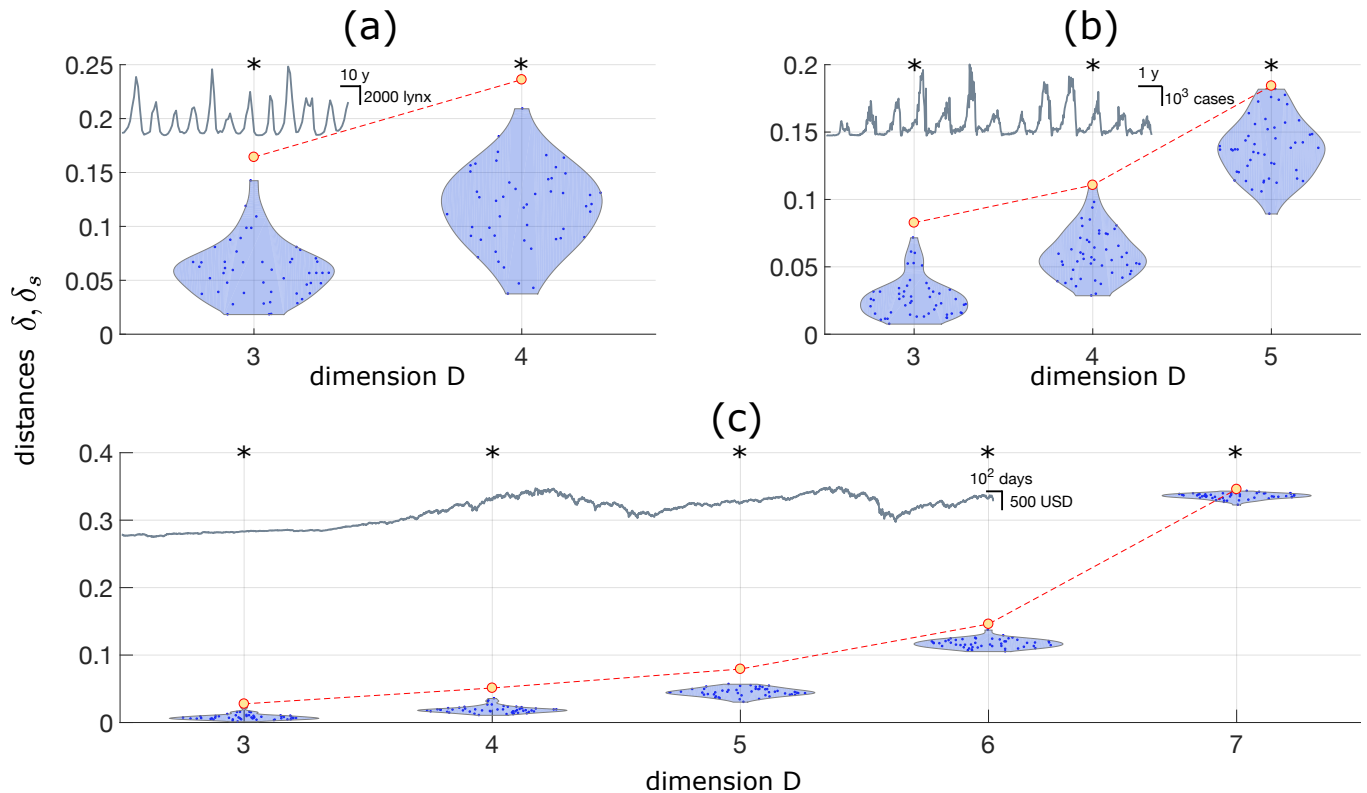 (a)
0.25
0.2
0.15
0.1
0.05
0
*
*
10 y
2000 lynx
3
4
dimension D
(b)
0.2
0.15
0.1
0.05
0
*
*
*
1 y
10³ cases
3
4
5
dimension D
distances δ, δₛ
(c)
0.4
0.3
0.2
0.1
0
*
*
*
*
*
10² days
500 USD
3
4
5
6
7
dimension D